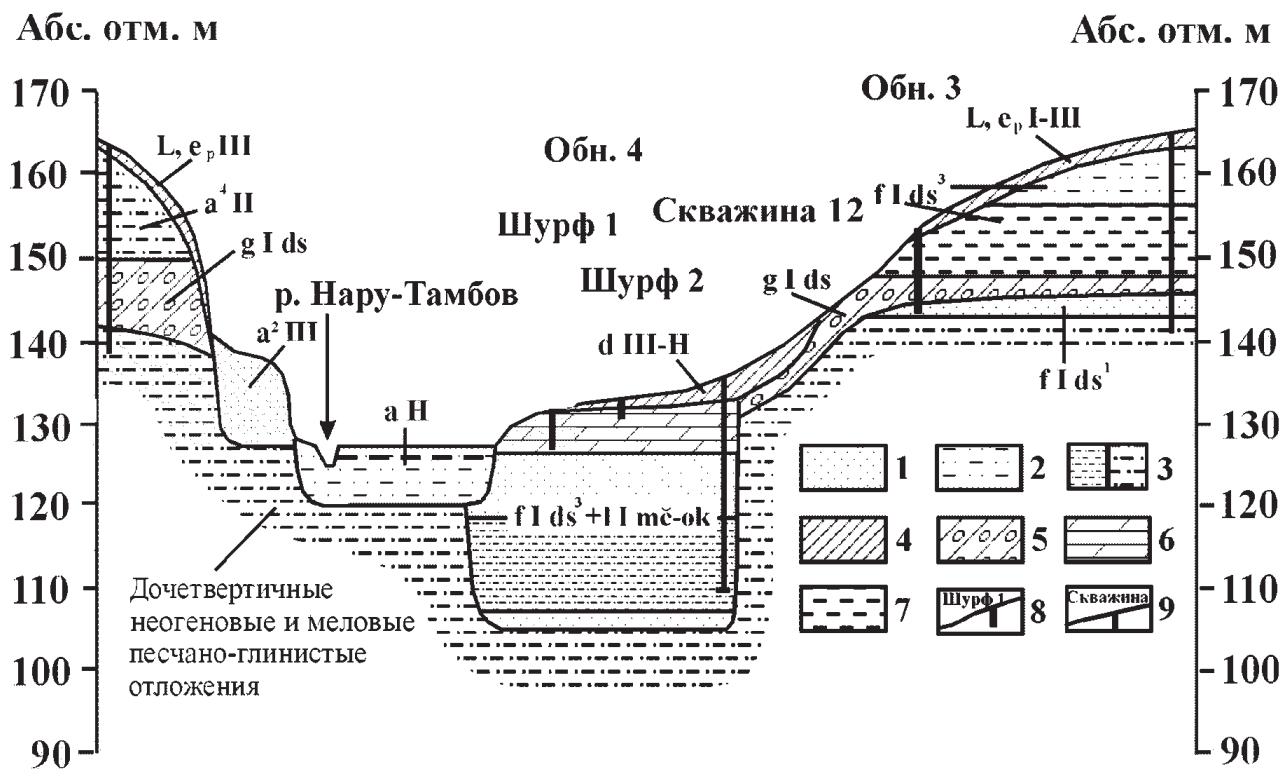 Абс. отм. м
Абс. отм. м
170
160
150
140
130
120
110
100
90
170
160
150
140
130
120
110
100
90
Обн. 3
L, e p I-III
f I ds³
L, e p III
a⁴ II
g I ds
Обн. 4
Шурф 1
Скважина 12
Шурф 2
р. Нару-Тамбов
g I ds
a² III
d III-H
f I ds¹
a H
f I ds³+l I mč-ok
Дочетвертичные
неогеновые и меловые
песчано-глинистые
отложения
1
2
3
4
5
6
7
Шурф 1
8
Скважина
9